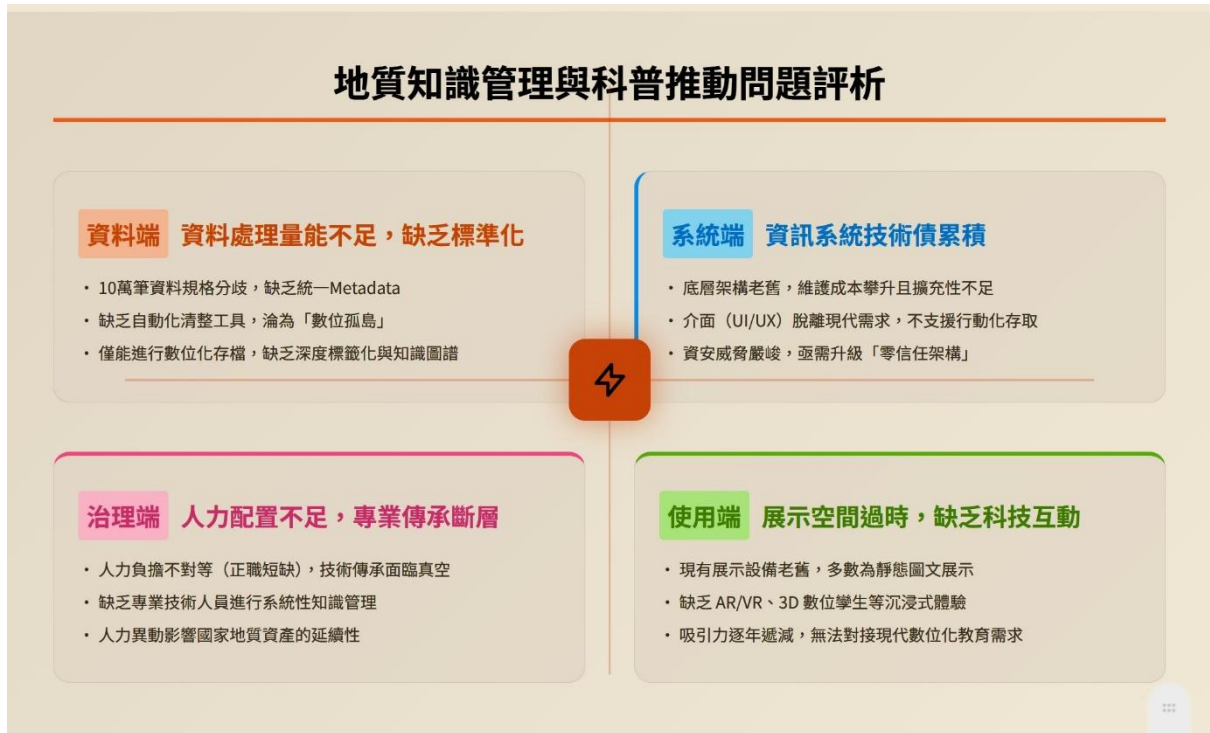 地質知識管理與科普推動問題評析
資料端 資料處理量能不足，缺乏標準化
• 10萬筆資料規格分歧，缺乏統一Metadata
• 缺乏自動化清整工具，淪為「數位孤島」
• 僅能進行數位化存檔，缺乏深度標籤化與知識圖譜
系統端 資訊系統技術債累積
• 底層架構老舊，維護成本攀升且擴充性不足
• 介面（UI/UX）脫離現代需求，不支援行動化存取
• 資安威脅嚴峻，亟需升級「零信任架構」
治理端 人力配置不足，專業傳承斷層
• 人力負擔不對等（正職短缺），技術傳承面臨真空
• 缺乏專業技術人員進行系統性知識管理
• 人力異動影響國家地質資產的延續性
使用端 展示空間過時，缺乏科技互動
• 現有展示設備老舊，多數為靜態圖文展示
• 缺乏 AR/VR、3D 數位孿生等沉浸式體驗
• 吸引力逐年遞減，無法對接現代數位化教育需求